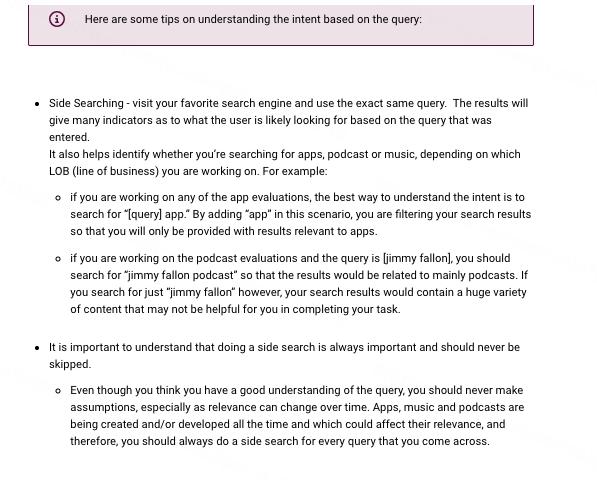 Here are some tips on understanding the intent based on the query:
• Side Searching - visit your favorite search engine and use the exact same query.  The results will
give many indicators as to what the user is likely looking for based on the query that was
entered.
It also helps identify whether you're searching for apps, podcast or music, depending on which
LOB (line of business) you are working on. For example:
○ if you are working on any of the app evaluations, the best way to understand the intent is to
search for "[query] app." By adding "app" in this scenario, you are filtering your search results
so that you will only be provided with results relevant to apps.
○ if you are working on the podcast evaluations and the query is [jimmy fallon], you should
search for "jimmy fallon podcast" so that the results would be related to mainly podcasts. If
you search for just "jimmy fallon" however, your search results would contain a huge variety
of content that may not be helpful for you in completing your task.
• It is important to understand that doing a side search is always important and should never be
skipped.
○ Even though you think you have a good understanding of the query, you should never make
assumptions, especially as relevance can change over time. Apps, music and podcasts are
being created and/or developed all the time and which could affect their relevance, and
therefore, you should always do a side search for every query that you come across.